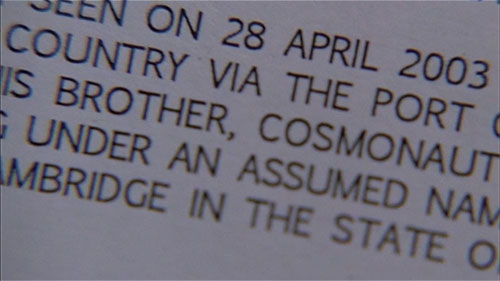 SEEN ON 28 APRIL 2003
COUNTRY VIA THE PORT
IS BROTHER, COSMONAUT
UNDER AN ASSUMED NAM
AMBRIDGE IN THE STATE O